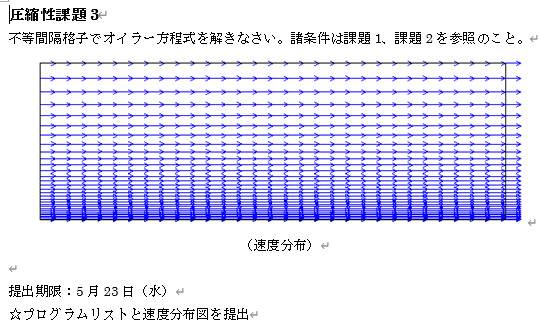 圧縮性課題3
不等間隔格子でオイラー方程式を解きなさい。諸条件は課題1、課題2を参照のこと。
（速度分布）
提出期限：5月23日（水）
☆プログラムリストと速度分布図を提出